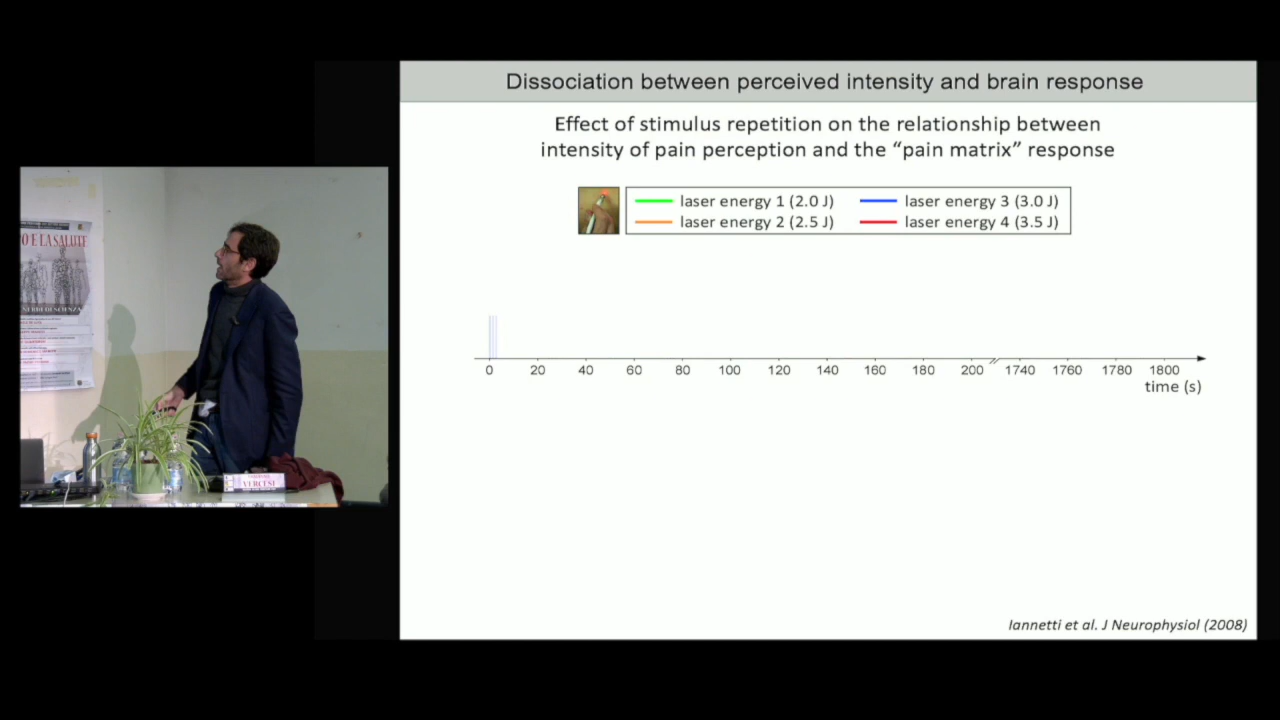 Dissociation between perceived intensity and brain response
Effect of stimulus repetition on the relationship between
intensity of pain perception and the “pain matrix” response
laser energy 1 (2.0 J)
laser energy 3 (3.0 J)
laser energy 2 (2.5 J)
laser energy 4 (3.5 J)
0 20 40 60 80 100 120 140 160 180 200 1740 1760 1780 1800
time (s)
Iannetti et al. J Neurophysiol (2008)
O E LA SALUTE
VERCESI